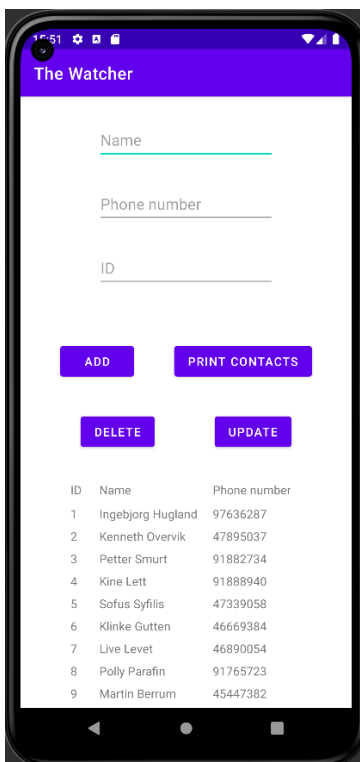 15:51
The Watcher
Name
Phone number
ID
ADD PRINT CONTACTS
DELETE UPDATE
ID Name Phone number
1 Ingebjorg Hugland 97636287
2 Kenneth Overvik 47895037
3 Petter Smurt 91882734
4 Kine Lett 91888940
5 Sofus Syfilis 47339058
6 Klinke Gutten 46669384
7 Live Levet 46890054
8 Polly Parafin 91765723
9 Martin Berrum 45447382